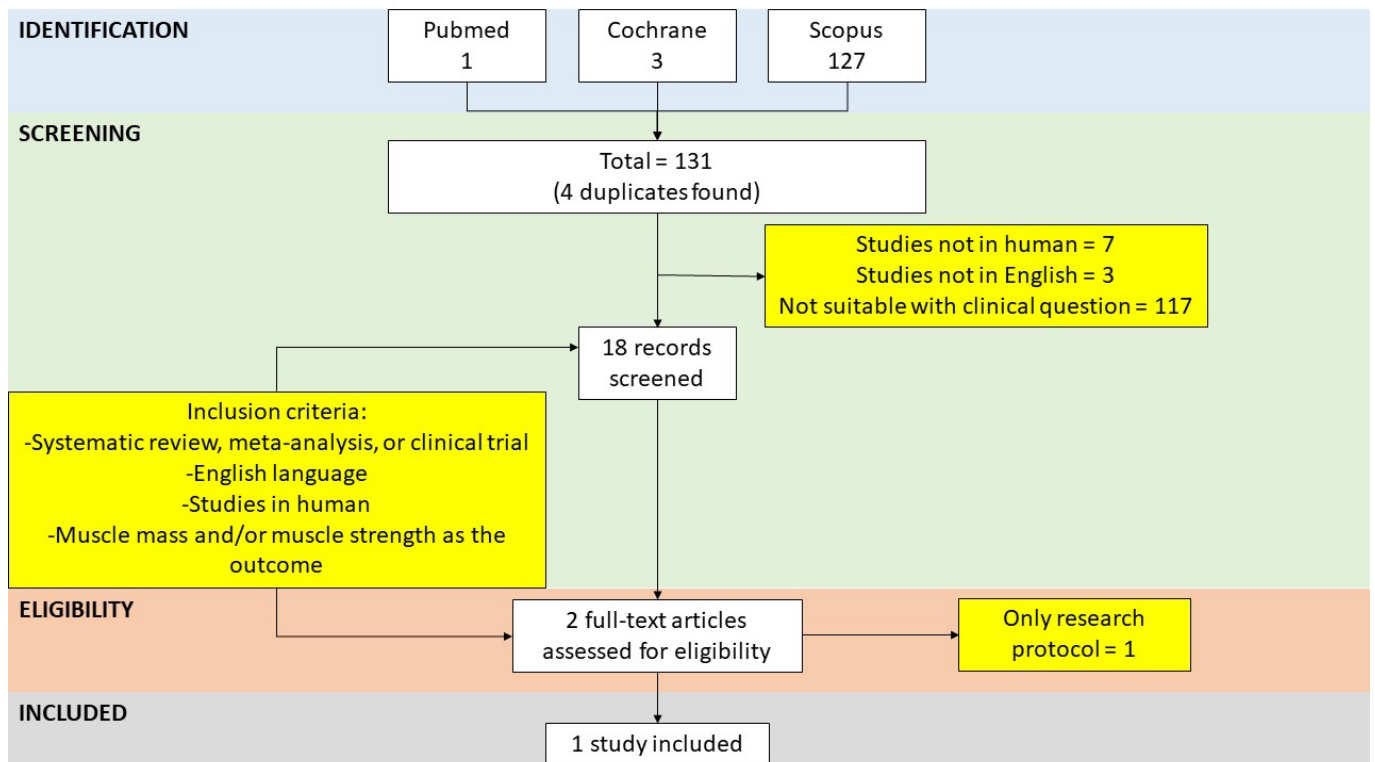 IDENTIFICATION
Pubmed
1
Cochrane
3
Scopus
127
SCREENING
Total = 131
(4 duplicates found)
Studies not in human = 7
Studies not in English = 3
Not suitable with clinical question = 117
18 records
screened
Inclusion criteria:
-Systematic review, meta-analysis, or clinical trial
-English language
-Studies in human
-Muscle mass and/or muscle strength as the
outcome
ELIGIBILITY
2 full-text articles
assessed for eligibility
Only research
protocol = 1
INCLUDED
1 study included